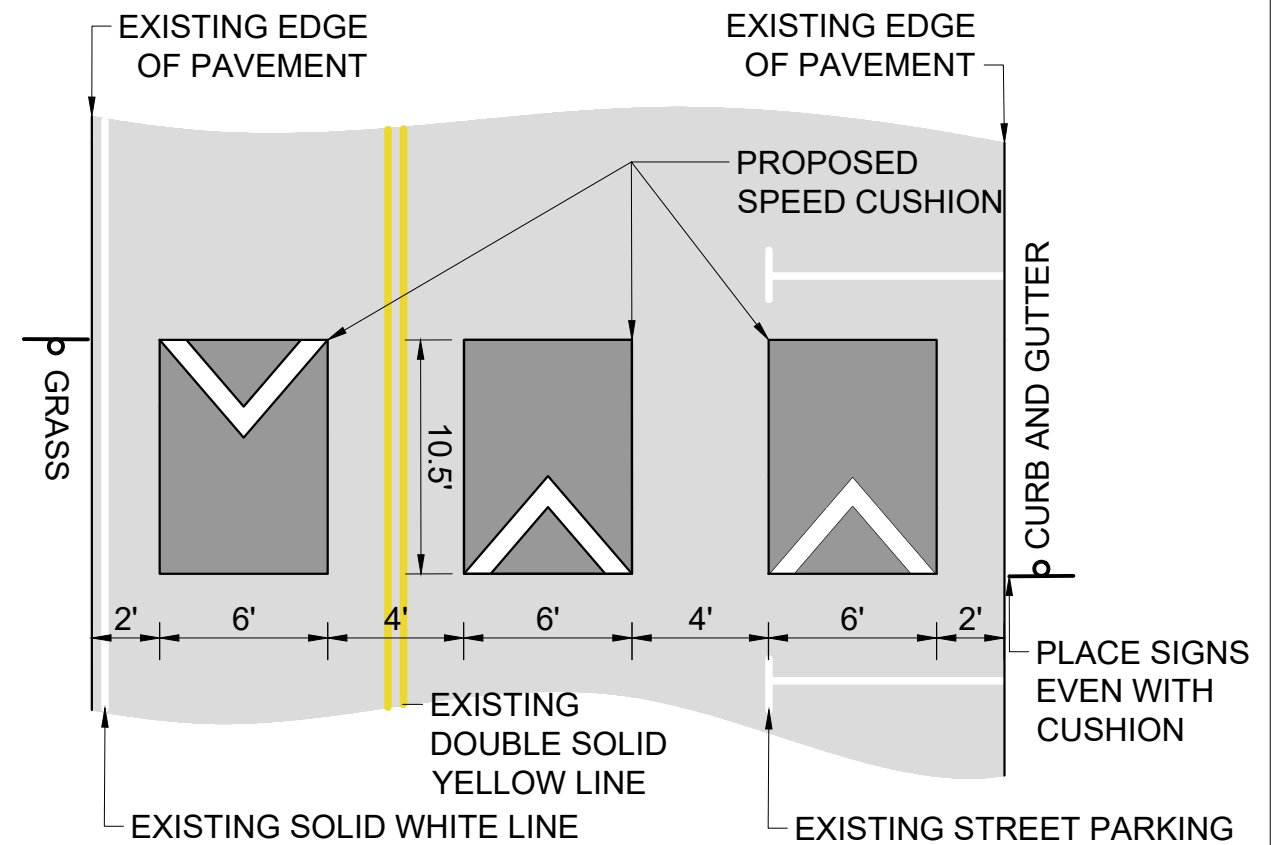 EXISTING EDGE
OF PAVEMENT
EXISTING EDGE
OF PAVEMENT
PROPOSED
SPEED CUSHION
GRASS
CURB AND GUTTER
10.5'
2'
6'
4'
6'
4'
6'
2'
PLACE SIGNS
EVEN WITH
CUSHION
EXISTING
DOUBLE SOLID
YELLOW LINE
EXISTING SOLID WHITE LINE
EXISTING STREET PARKING